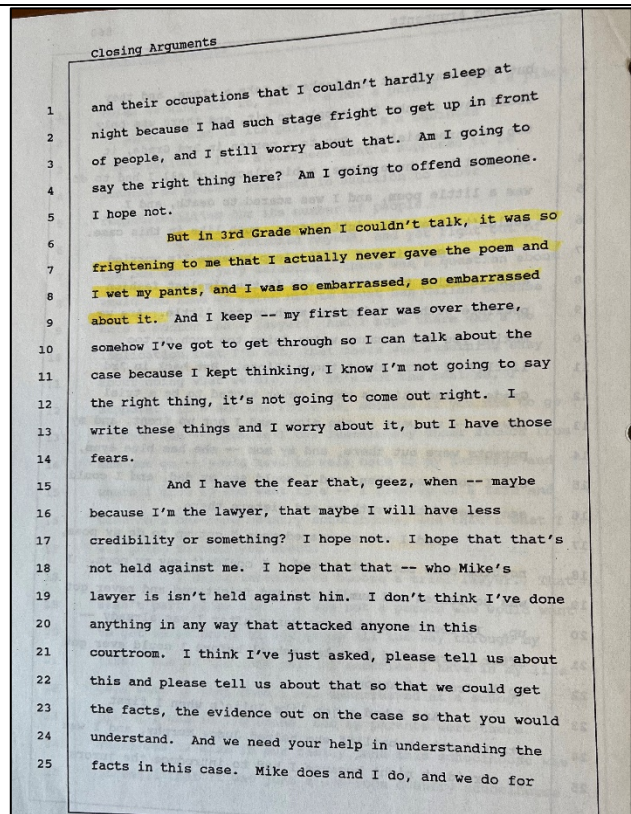 Closing Arguments
1 and their occupations that I couldn't hardly sleep at
2 night because I had such stage fright to get up in front
3 of people, and I still worry about that. Am I going to
4 say the right thing here? Am I going to offend someone.
5 I hope not.
6 But in 3rd Grade when I couldn't talk, it was so
7 frightening to me that I actually never gave the poem and
8 I wet my pants, and I was so embarrassed, so embarrassed
9 about it. And I keep -- my first fear was over there,
10 somehow I've got to get through so I can talk about the
11 case because I kept thinking, I know I'm not going to say
12 the right thing, it's not going to come out right. I
13 write these things and I worry about it, but I have those
14 fears.
15 And I have the fear that, geez, when -- maybe
16 because I'm the lawyer, that maybe I will have less
17 credibility or something? I hope not. I hope that that's
18 not held against me. I hope that that -- who Mike's
19 lawyer is isn't held against him. I don't think I've done
20 anything in any way that attacked anyone in this
21 courtroom. I think I've just asked, please tell us about
22 this and please tell us about that so that we could get
23 the facts, the evidence out on the case so that you would
24 understand. And we need your help in understanding the
25 facts in this case. Mike does and I do, and we do for